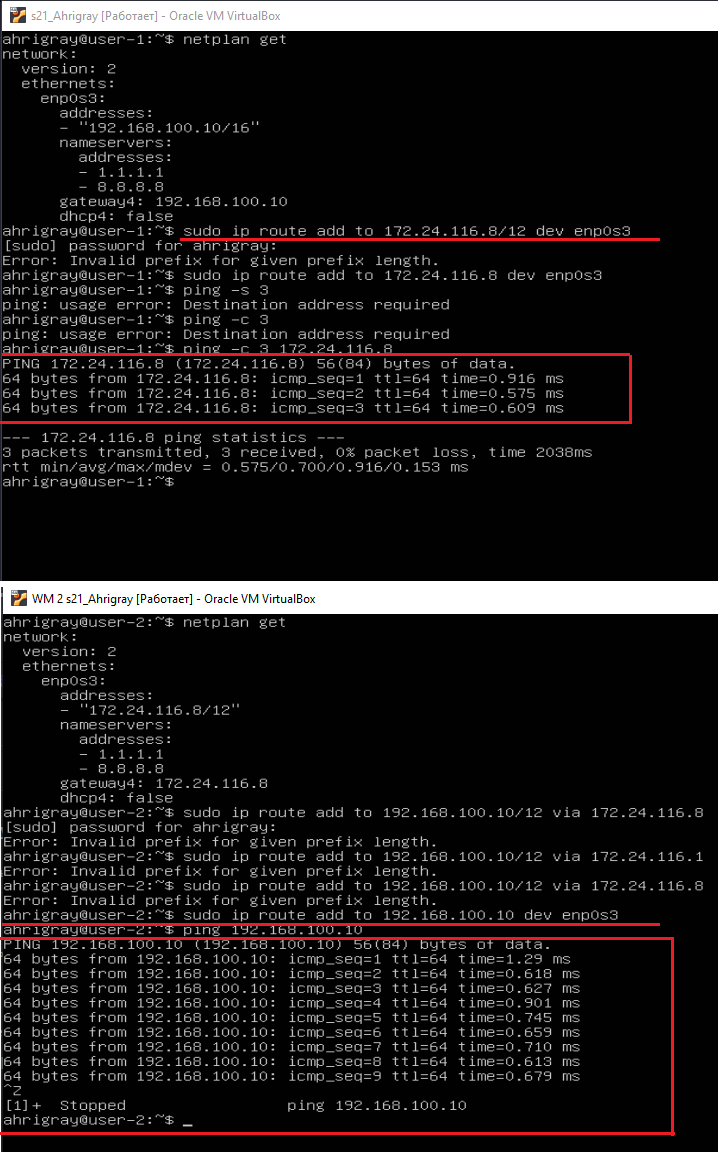 s21_Ahrigray [Работает] - Oracle VM VirtualBox
ahrigray@user-1:~$ netplan get
network:
  version: 2
  ethernets:
    enp0s3:
      addresses:
      - "192.168.100.10/16"
      nameservers:
        addresses:
        - 1.1.1.1
        - 8.8.8.8
      gateway4: 192.168.100.10
      dhcp4: false
ahrigray@user-1:~$ sudo ip route add to 172.24.116.8/12 dev enp0s3
[sudo] password for ahrigray:
Error: Invalid prefix for given prefix length.
ahrigray@user-1:~$ sudo ip route add to 172.24.116.8 dev enp0s3
ahrigray@user-1:~$ ping -s 3
ping: usage error: Destination address required
ahrigray@user-1:~$ ping -c 3
ping: usage error: Destination address required
ahrigray@user-1:~$ ping -c 3 172.24.116.8
PING 172.24.116.8 (172.24.116.8) 56(84) bytes of data.
64 bytes from 172.24.116.8: icmp_seq=1 ttl=64 time=0.916 ms
64 bytes from 172.24.116.8: icmp_seq=2 ttl=64 time=0.575 ms
64 bytes from 172.24.116.8: icmp_seq=3 ttl=64 time=0.609 ms
--- 172.24.116.8 ping statistics ---
3 packets transmitted, 3 received, 0% packet loss, time 2038ms
rtt min/avg/max/mdev = 0.575/0.700/0.916/0.153 ms
ahrigray@user-1:~$
WM 2 s21_Ahrigray [Работает] - Oracle VM VirtualBox
ahrigray@user-2:~$ netplan get
network:
  version: 2
  ethernets:
    enp0s3:
      addresses:
      - "172.24.116.8/12"
      nameservers:
        addresses:
        - 1.1.1.1
        - 8.8.8.8
      gateway4: 172.24.116.8
      dhcp4: false
ahrigray@user-2:~$ sudo ip route add to 192.168.100.10/12 via 172.24.116.8
[sudo] password for ahrigray:
Error: Invalid prefix for given prefix length.
ahrigray@user-2:~$ sudo ip route add to 192.168.100.10/12 via 172.24.116.1
Error: Invalid prefix for given prefix length.
ahrigray@user-2:~$ sudo ip route add to 192.168.100.10/12 via 172.24.116.8
Error: Invalid prefix for given prefix length.
ahrigray@user-2:~$ sudo ip route add to 192.168.100.10 dev enp0s3
ahrigray@user-2:~$ ping 192.168.100.10
PING 192.168.100.10 (192.168.100.10) 56(84) bytes of data.
64 bytes from 192.168.100.10: icmp_seq=1 ttl=64 time=1.29 ms
64 bytes from 192.168.100.10: icmp_seq=2 ttl=64 time=0.618 ms
64 bytes from 192.168.100.10: icmp_seq=3 ttl=64 time=0.627 ms
64 bytes from 192.168.100.10: icmp_seq=4 ttl=64 time=0.901 ms
64 bytes from 192.168.100.10: icmp_seq=5 ttl=64 time=0.745 ms
64 bytes from 192.168.100.10: icmp_seq=6 ttl=64 time=0.659 ms
64 bytes from 192.168.100.10: icmp_seq=7 ttl=64 time=0.710 ms
64 bytes from 192.168.100.10: icmp_seq=8 ttl=64 time=0.613 ms
64 bytes from 192.168.100.10: icmp_seq=9 ttl=64 time=0.679 ms
^Z
[1]+  Stopped                 ping 192.168.100.10
ahrigray@user-2:~$ _